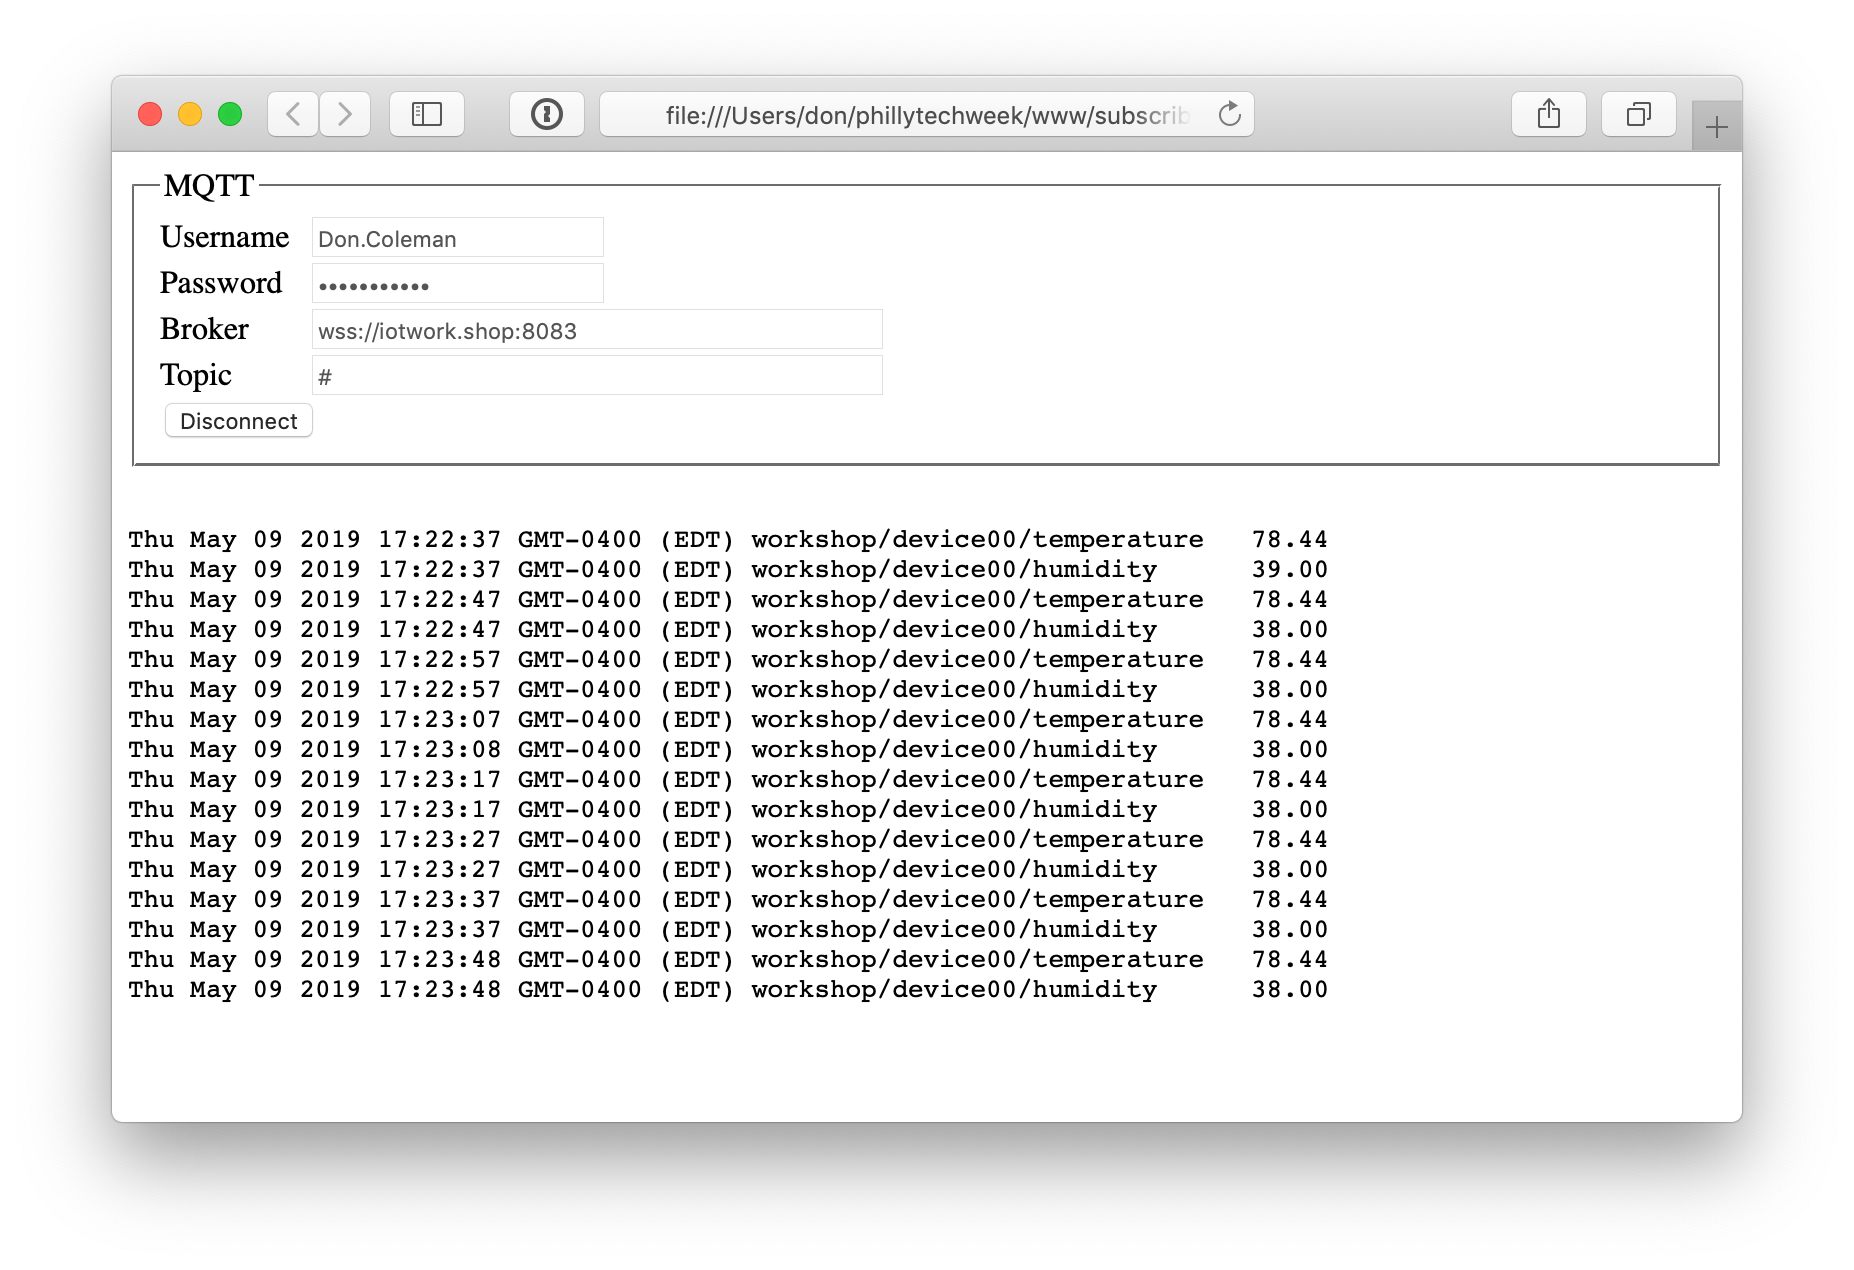 file:///Users/don/phillytechweek/www/subscrib
MQTT
Username Don.Coleman
Password •••••••••••
Broker wss://iotwork.shop:8083
Topic #
Disconnect
Thu May 09 2019 17:22:37 GMT-0400 (EDT) workshop/device00/temperature 78.44
Thu May 09 2019 17:22:37 GMT-0400 (EDT) workshop/device00/humidity 39.00
Thu May 09 2019 17:22:47 GMT-0400 (EDT) workshop/device00/temperature 78.44
Thu May 09 2019 17:22:47 GMT-0400 (EDT) workshop/device00/humidity 38.00
Thu May 09 2019 17:22:57 GMT-0400 (EDT) workshop/device00/temperature 78.44
Thu May 09 2019 17:22:57 GMT-0400 (EDT) workshop/device00/humidity 38.00
Thu May 09 2019 17:23:07 GMT-0400 (EDT) workshop/device00/temperature 78.44
Thu May 09 2019 17:23:08 GMT-0400 (EDT) workshop/device00/humidity 38.00
Thu May 09 2019 17:23:17 GMT-0400 (EDT) workshop/device00/temperature 78.44
Thu May 09 2019 17:23:17 GMT-0400 (EDT) workshop/device00/humidity 38.00
Thu May 09 2019 17:23:27 GMT-0400 (EDT) workshop/device00/temperature 78.44
Thu May 09 2019 17:23:27 GMT-0400 (EDT) workshop/device00/humidity 38.00
Thu May 09 2019 17:23:37 GMT-0400 (EDT) workshop/device00/temperature 78.44
Thu May 09 2019 17:23:37 GMT-0400 (EDT) workshop/device00/humidity 38.00
Thu May 09 2019 17:23:48 GMT-0400 (EDT) workshop/device00/temperature 78.44
Thu May 09 2019 17:23:48 GMT-0400 (EDT) workshop/device00/humidity 38.00